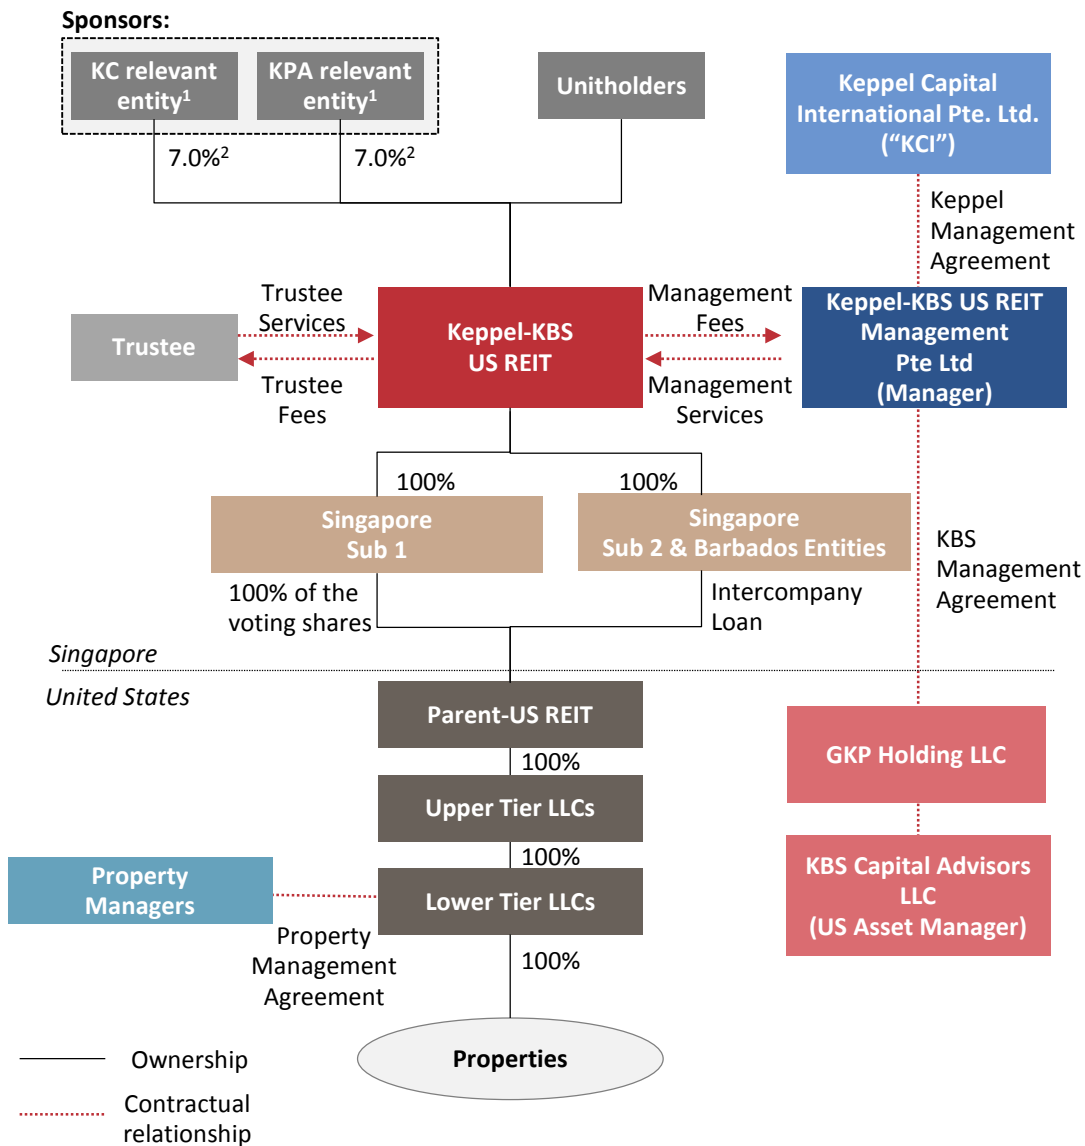 Sponsors:
KC relevant
entity1
KPA relevant
entity1
Unitholders
Keppel Capital
International Pte. Ltd.
(“KCI”)
7.0%2
7.0%2
Keppel
Management
Agreement
Trustee
Trustee
Services
Trustee
Fees
Keppel-KBS
US REIT
Management
Fees
Management
Services
Keppel-KBS US REIT
Management
Pte Ltd
(Manager)
100%
100%
Singapore
Sub 1
Singapore
Sub 2 & Barbados Entities
KBS
Management
Agreement
100% of the
voting shares
Intercompany
Loan
Singapore
United States
Parent-US REIT
100%
GKP Holding LLC
Upper Tier LLCs
100%
KBS Capital Advisors
LLC
(US Asset Manager)
Property
Managers
Lower Tier LLCs
Property
Management
Agreement
100%
Properties
Ownership
Contractual
relationship